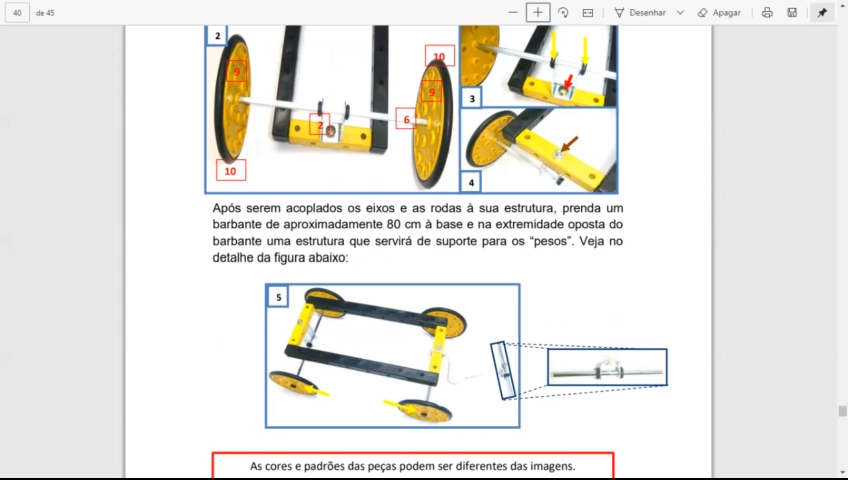 40 de 45
Desenhar
Apagar
2
10
9
9
2
6
10
3
4
Após serem acoplados os eixos e as rodas à sua estrutura, prenda um
barbante de aproximadamente 80 cm à base e na extremidade oposta do
barbante uma estrutura que servirá de suporte para os “pesos”. Veja no
detalhe da figura abaixo:
5
As cores e padrões das peças podem ser diferentes das imagens.